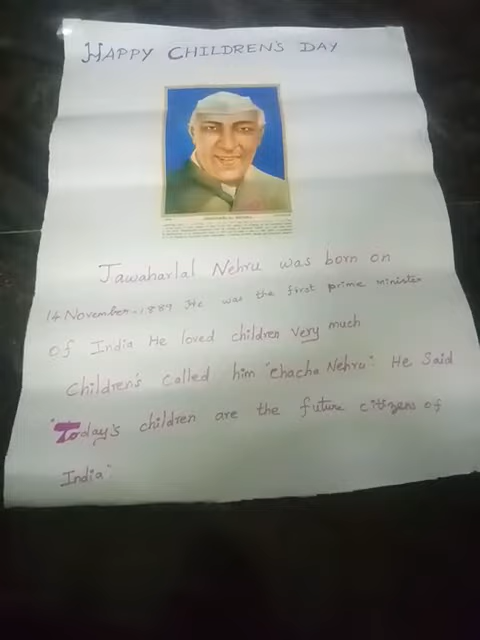 HAPPY CHILDREN'S DAY
Jawaharlal Nehru was born on
14 November-1889 He was the first prime minister
of India He loved children very much
Children's called him "chacha Nehru". He Said
"Today's children are the future citizens of
India"